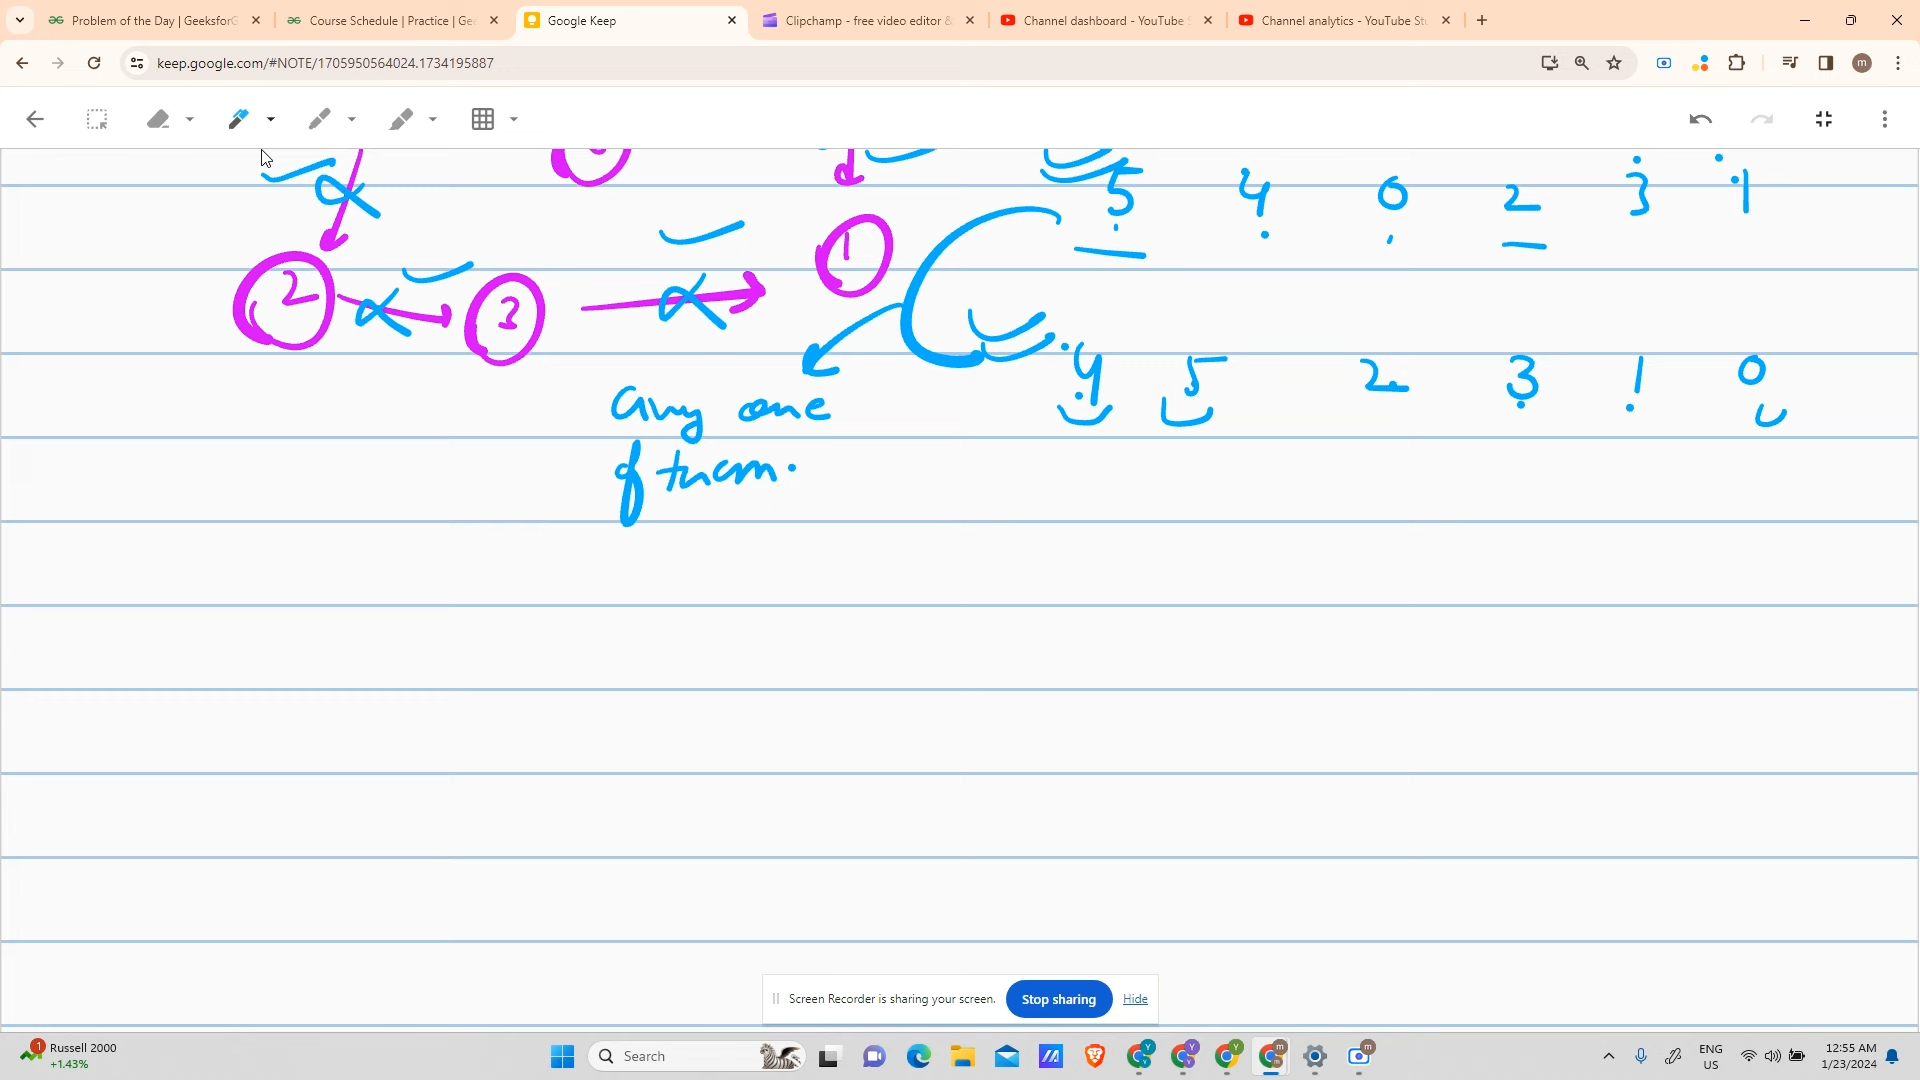 Problem of the Day | GeeksforG
Course Schedule | Practice | Gee
Google Keep
Clipchamp - free video editor &
Channel dashboard - YouTube S
Channel analytics - YouTube Stu
keep.google.com/#NOTE/1705950564024.1734195887
m
5 4 0 2 3 1
1
2 3
4 5 2 3 1 0
any one
of them.
Screen Recorder is sharing your screen.
Stop sharing
Hide
1
Russell 2000
+1.43%
Search
ENG
US
12:55 AM
1/23/2024